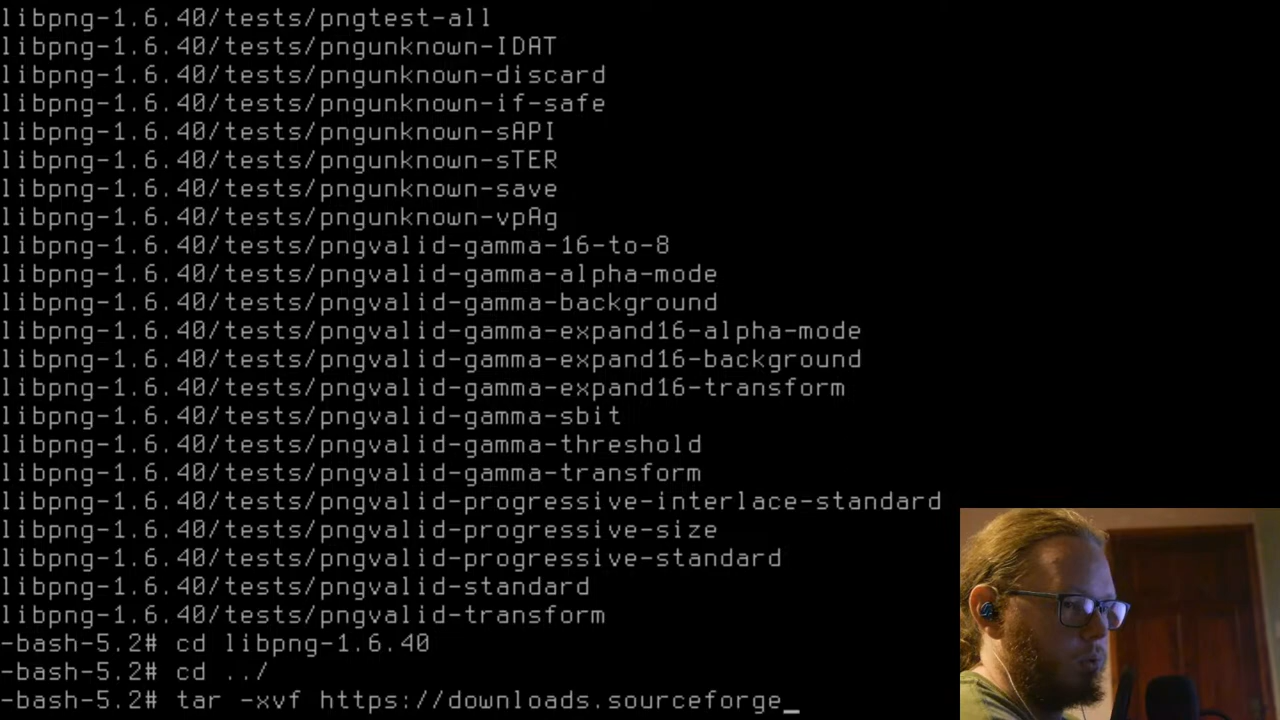 libpng-1.6.40/tests/pngtest-all
libpng-1.6.40/tests/pngunknown-IDAT
libpng-1.6.40/tests/pngunknown-discard
libpng-1.6.40/tests/pngunknown-if-safe
libpng-1.6.40/tests/pngunknown-sAPI
libpng-1.6.40/tests/pngunknown-sTER
libpng-1.6.40/tests/pngunknown-save
libpng-1.6.40/tests/pngunknown-vpAg
libpng-1.6.40/tests/pngvalid-gamma-16-to-8
libpng-1.6.40/tests/pngvalid-gamma-alpha-mode
libpng-1.6.40/tests/pngvalid-gamma-background
libpng-1.6.40/tests/pngvalid-gamma-expand16-alpha-mode
libpng-1.6.40/tests/pngvalid-gamma-expand16-background
libpng-1.6.40/tests/pngvalid-gamma-expand16-transform
libpng-1.6.40/tests/pngvalid-gamma-sbit
libpng-1.6.40/tests/pngvalid-gamma-threshold
libpng-1.6.40/tests/pngvalid-gamma-transform
libpng-1.6.40/tests/pngvalid-progressive-interlace-standard
libpng-1.6.40/tests/pngvalid-progressive-size
libpng-1.6.40/tests/pngvalid-progressive-standard
libpng-1.6.40/tests/pngvalid-standard
libpng-1.6.40/tests/pngvalid-transform
-bash-5.2# cd libpng-1.6.40
-bash-5.2# cd ../
-bash-5.2# tar -xvf https://downloads.sourceforge_